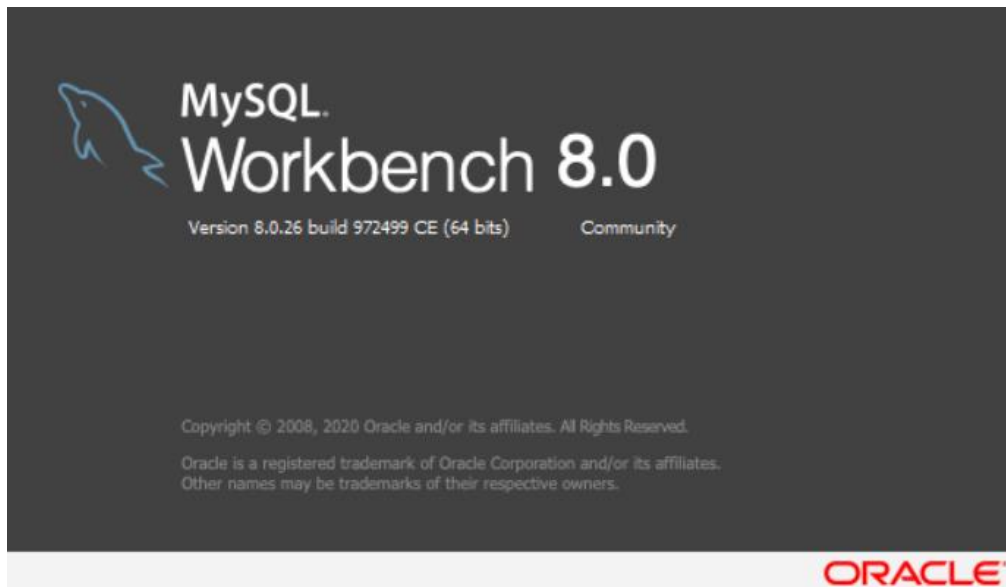 MySQL®
Workbench 8.0
Version 8.0.26 build 972499 CE (64 bits) Community
Copyright © 2008, 2020 Oracle and/or its affiliates. All Rights Reserved.
Oracle is a registered trademark of Oracle Corporation and/or its affiliates.
Other names may be trademarks of their respective owners.
ORACLE